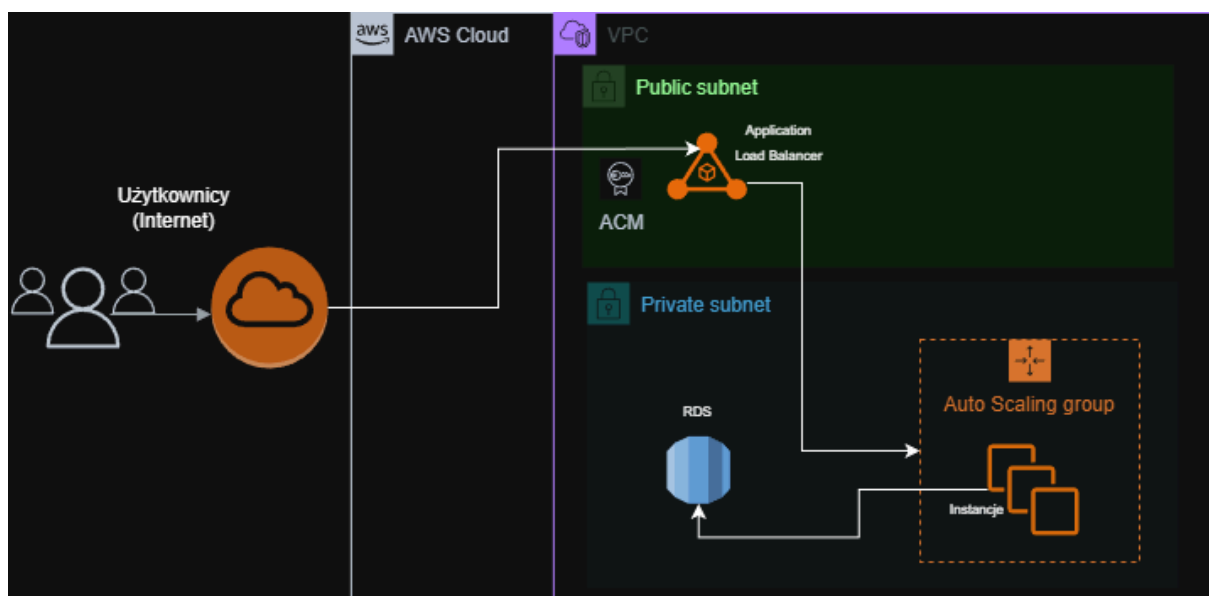 aws
AWS Cloud
VPC
Public subnet
Application
Load Balancer
ACM
Użytkownicy
(Internet)
Private subnet
Auto Scaling group
RDS
Instancje